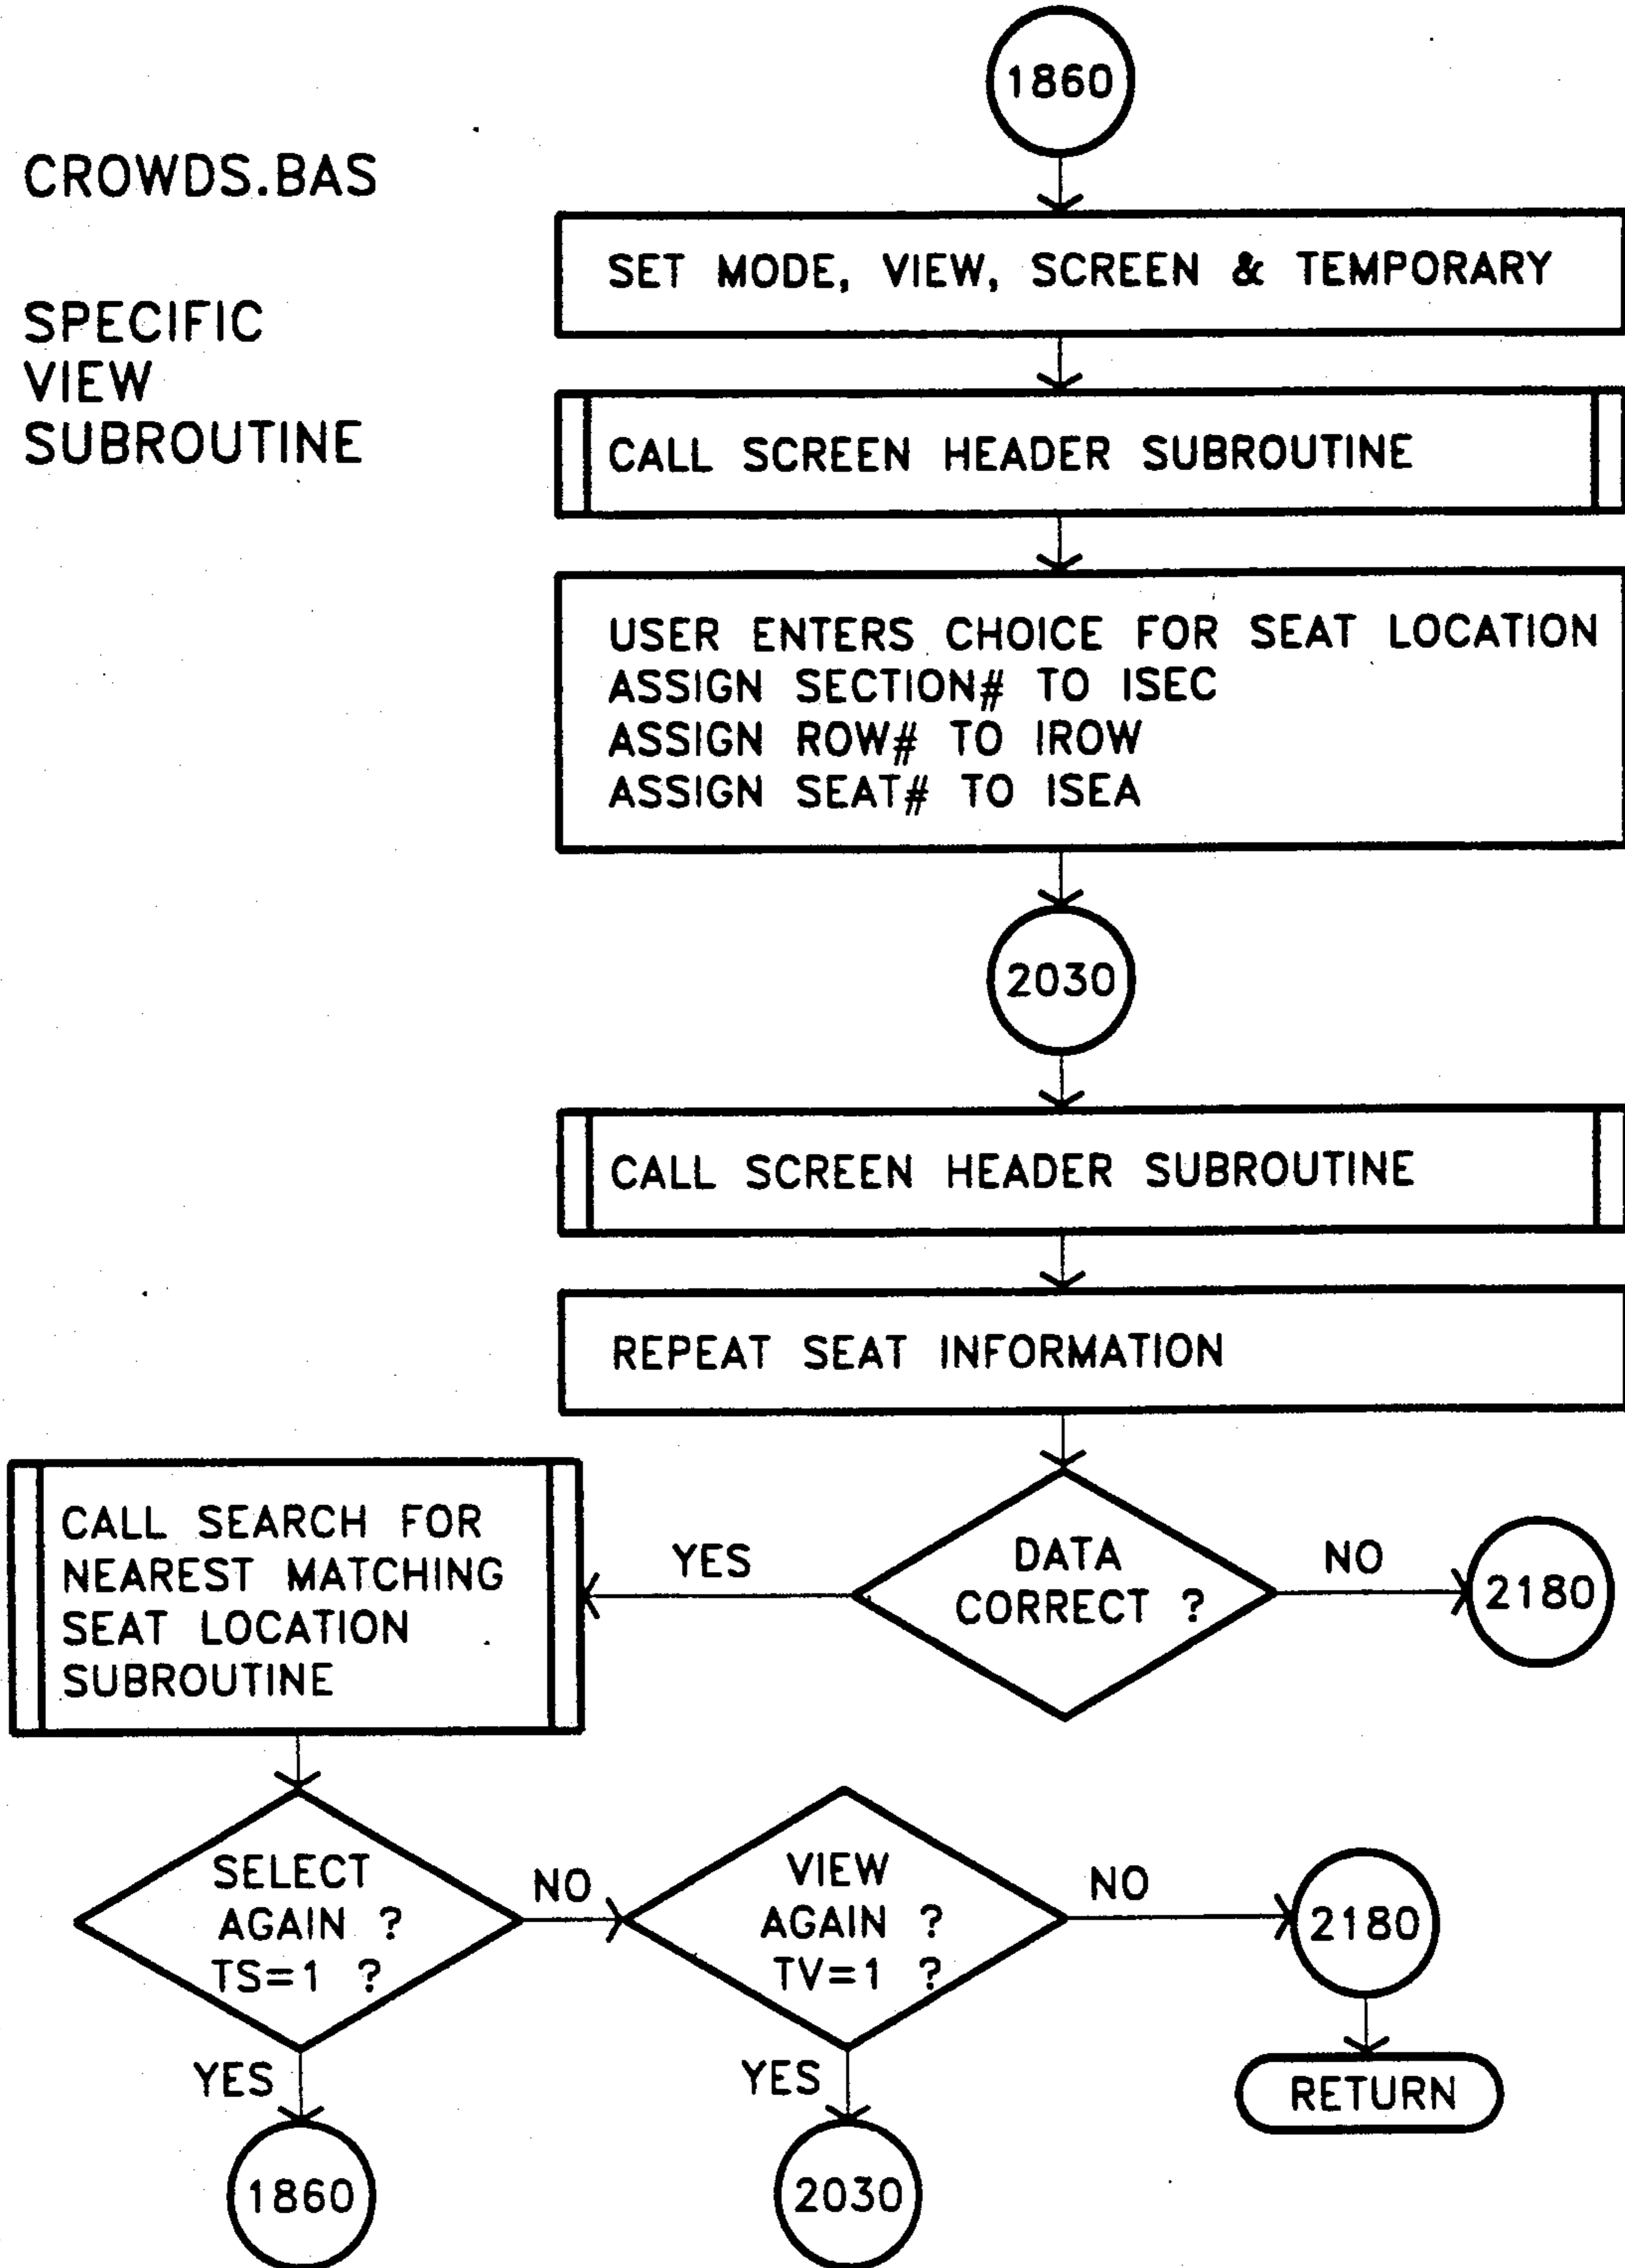 1860
CROWDS.BAS
SPECIFIC
VIEW
SUBROUTINE
SET MODE, VIEW, SCREEN & TEMPORARY
CALL SCREEN HEADER SUBROUTINE
USER ENTERS CHOICE FOR SEAT LOCATION
ASSIGN SECTION# TO ISEC
ASSIGN ROW# TO IROW
ASSIGN SEAT# TO ISEA
2030
CALL SCREEN HEADER SUBROUTINE
REPEAT SEAT INFORMATION
CALL SEARCH FOR
NEAREST MATCHING
SEAT LOCATION
SUBROUTINE
YES
DATA
CORRECT ?
NO
2180
SELECT
AGAIN ?
TS=1 ?
NO
VIEW
AGAIN ?
TV=1 ?
NO
2180
YES
YES
RETURN
1860
2030